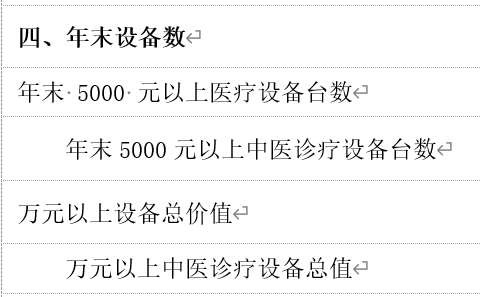 四、年末设备数
年末 5000 元以上医疗设备台数
年末 5000 元以上中医诊疗设备台数
万元以上设备总价值
万元以上中医诊疗设备总值